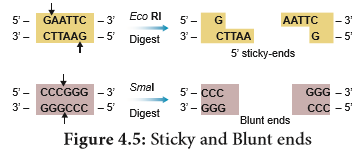 5' – GAATTC – 3' Eco RI 5' – G AATTC – 3'
3' – CTTAAG – 5' Digest 3' – CTTAA G – 5'
5' sticky-ends
5' – CCCGGG – 3' SmaI 5' – CCC GGG – 3'
3' – GGGCCC – 5' Digest 3' – GGG CCC – 5'
Blunt ends
Figure 4.5: Sticky and Blunt ends